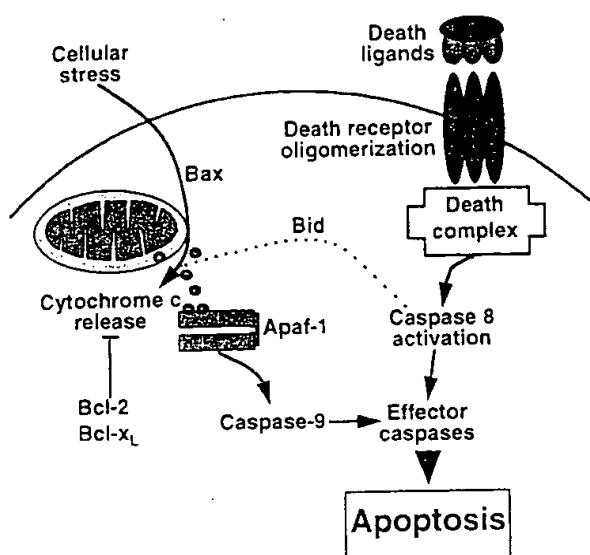 Cellular
stress
Death
ligands
Death receptor
oligomerization
Bax
Death
complex
Bid
Cytochrome c
release
Apaf-1
Caspase 8
activation
Bcl-2
Bcl-xL
Caspase-9
Effector
caspases
Apoptosis